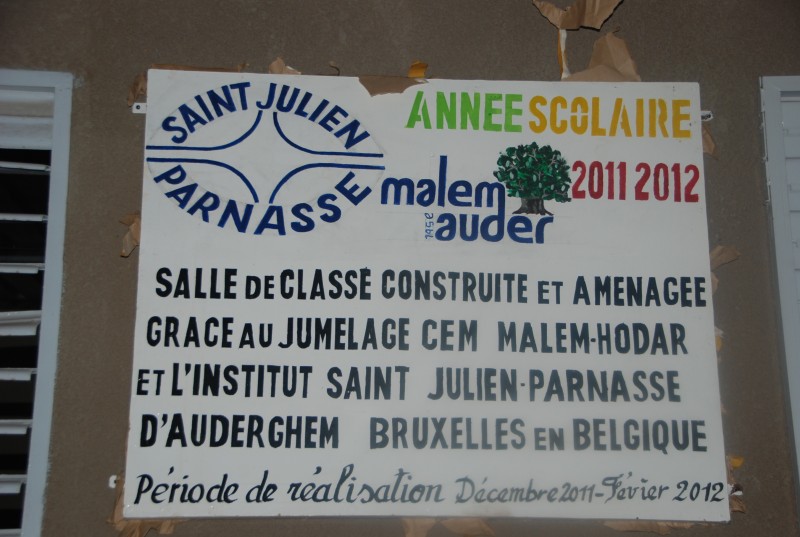 SAINT JULIEN
PARNASSE
ANNEE SCOLAIRE
2011 2012
malem
auder
SALLE DE CLASSE CONSTRUITE ET AMENAGEE
GRACE AU JUMELAGE CEM MALEM-HODAR
ET L'INSTITUT SAINT JULIEN-PARNASSE
D'AUDERGHEM BRUXELLES EN BELGIQUE
Période de réalisation Décembre 2011-Févier 2012